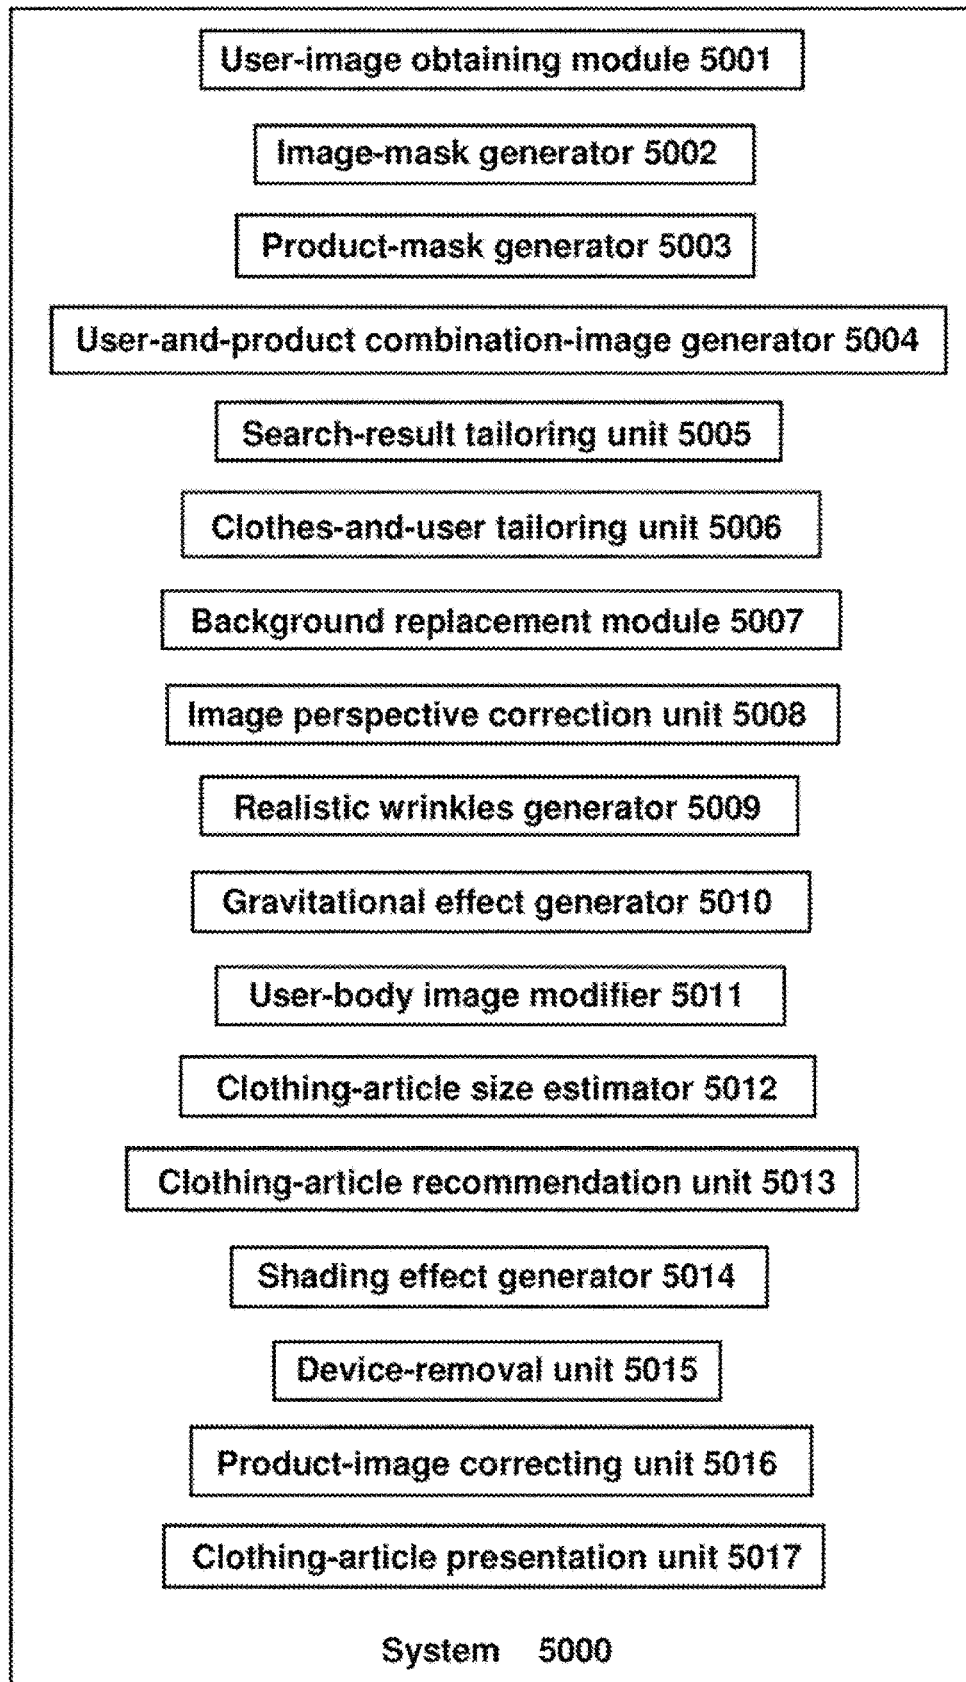 User-image obtaining module 5001
Image-mask generator 5002
Product-mask generator 5003
User-and-product combination-image generator 5004
Search-result tailoring unit 5005
Clothes-and-user tailoring unit 5006
Background replacement module 5007
Image perspective correction unit 5008
Realistic wrinkles generator 5009
Gravitational effect generator 5010
User-body image modifier 5011
Clothing-article size estimator 5012
Clothing-article recommendation unit 5013
Shading effect generator 5014
Device-removal unit 5015
Product-image correcting unit 5016
Clothing-article presentation unit 5017
System 5000